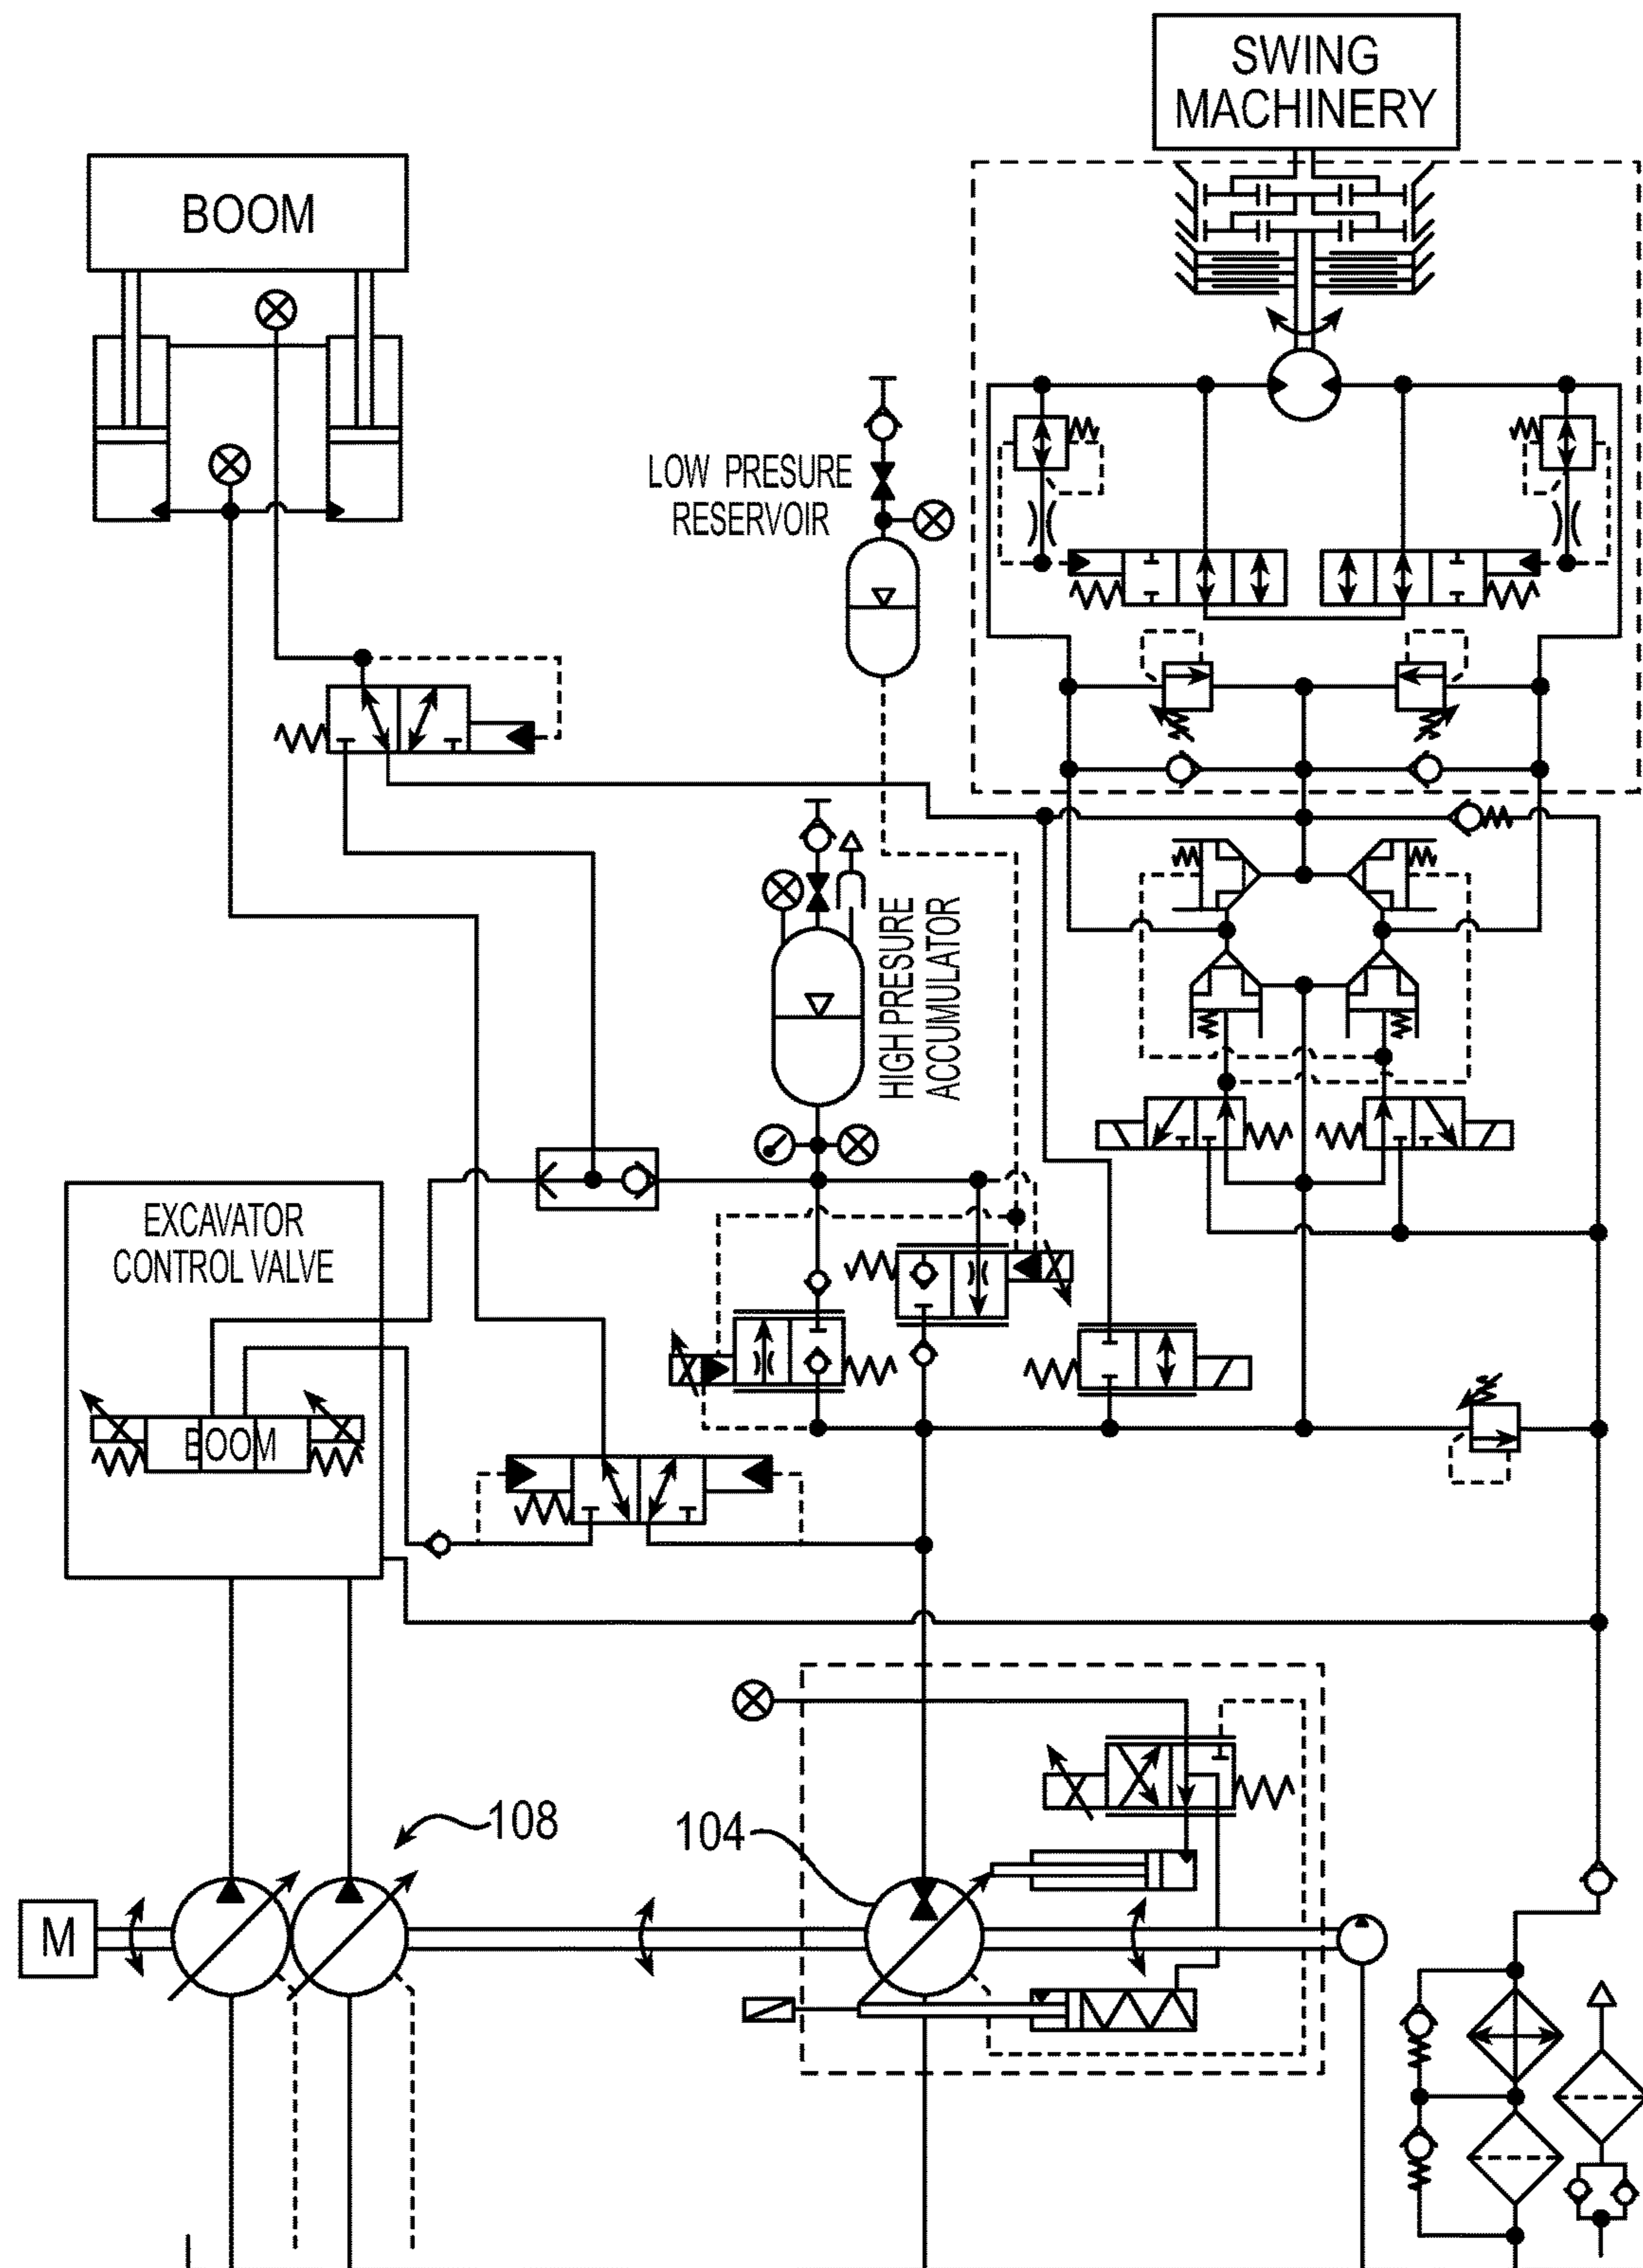 SWING
MACHINERY
BOOM
LOW PRESURE
RESERVOIR
HIGH PRESURE
ACCUMULATOR
EXCAVATOR
CONTROL VALVE
BOOM
108
104
M